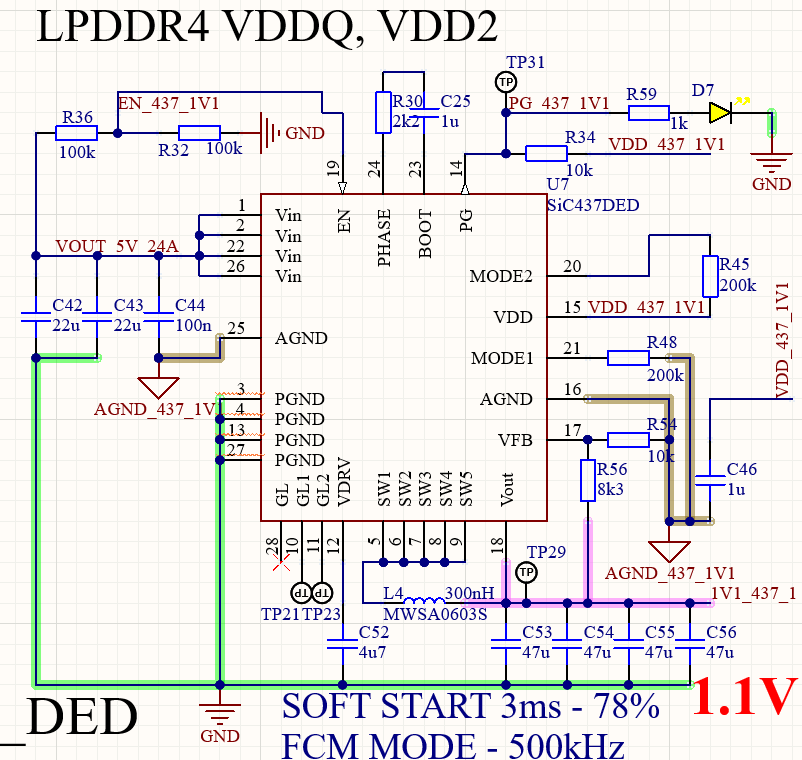 LPDDR4 VDDQ, VDD2
TP31
TP
EN_437_1V1
R36
100k
R32
100k
GND
R30
2k2
C25
1u
PG_437_1V1
R59
1k
D7
R34
10k
VDD_437_1V1
GND
U7
SiC437DED
19
24
23
14
EN
PHASE
BOOT
PG
1
Vin
2
Vin
22
Vin
26
Vin
VOUT_5V_24A
C42
22u
C43
22u
C44
100n
25
AGND
AGND_437_1V
3
PGND
4
PGND
13
PGND
27
PGND
MODE2
20
R45
200k
VDD
15
VDD_437_1V1
MODE1
21
R48
200k
AGND
16
VFB
17
R54
10k
R56
8k3
VDD_437_1V1
C46
1u
AGND_437_1V1
GL
GL1
GL2
VDRV
SW1
SW2
SW3
SW4
SW5
Vout
28
10
11
12
5
6
7
8
9
18
TP
TP
TP21
TP23
TP29
TP
L4
300nH
MWSA0603S
1V1_437_1
C52
4u7
C53
47u
C54
47u
C55
47u
C56
47u
GND
_DED
SOFT START 3ms - 78%
FCM MODE - 500kHz
1.1V